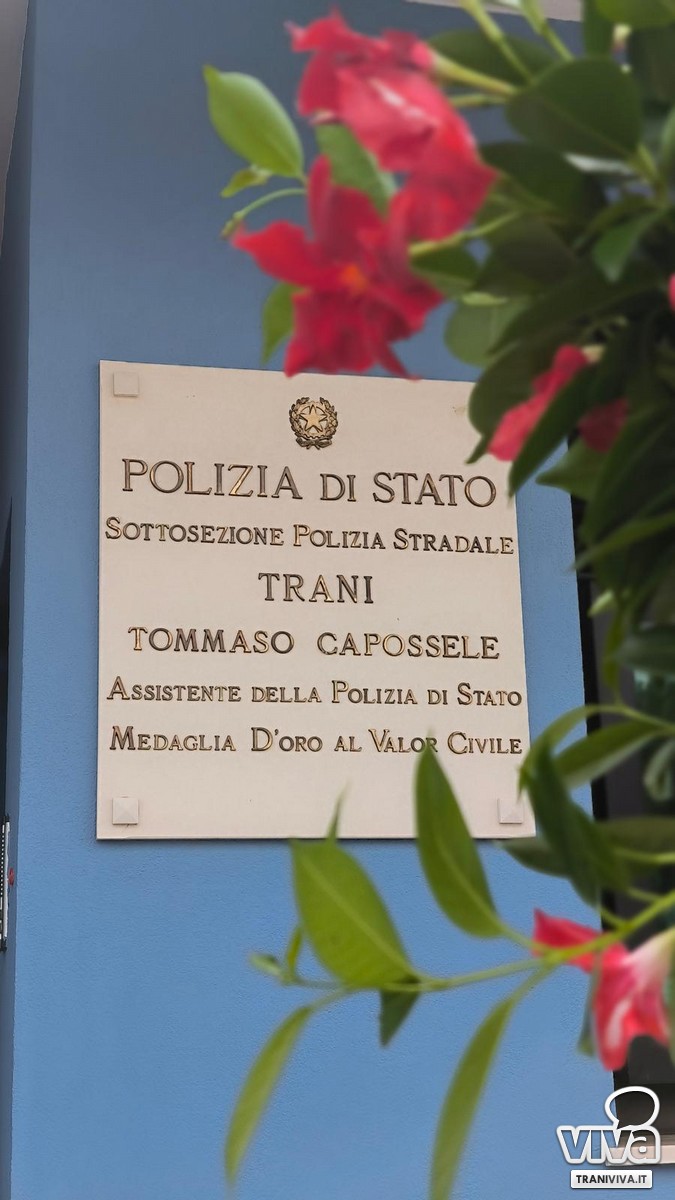 POLIZIA DI STATO
SOTTOSEZIONE POLIZIA STRADALE
TRANI
TOMMASO CAPOSSELE
ASSISTENTE DELLA POLIZIA DI STATO
MEDAGLIA D'ORO AL VALOR CIVILE
viva
TRANIVIVA.IT